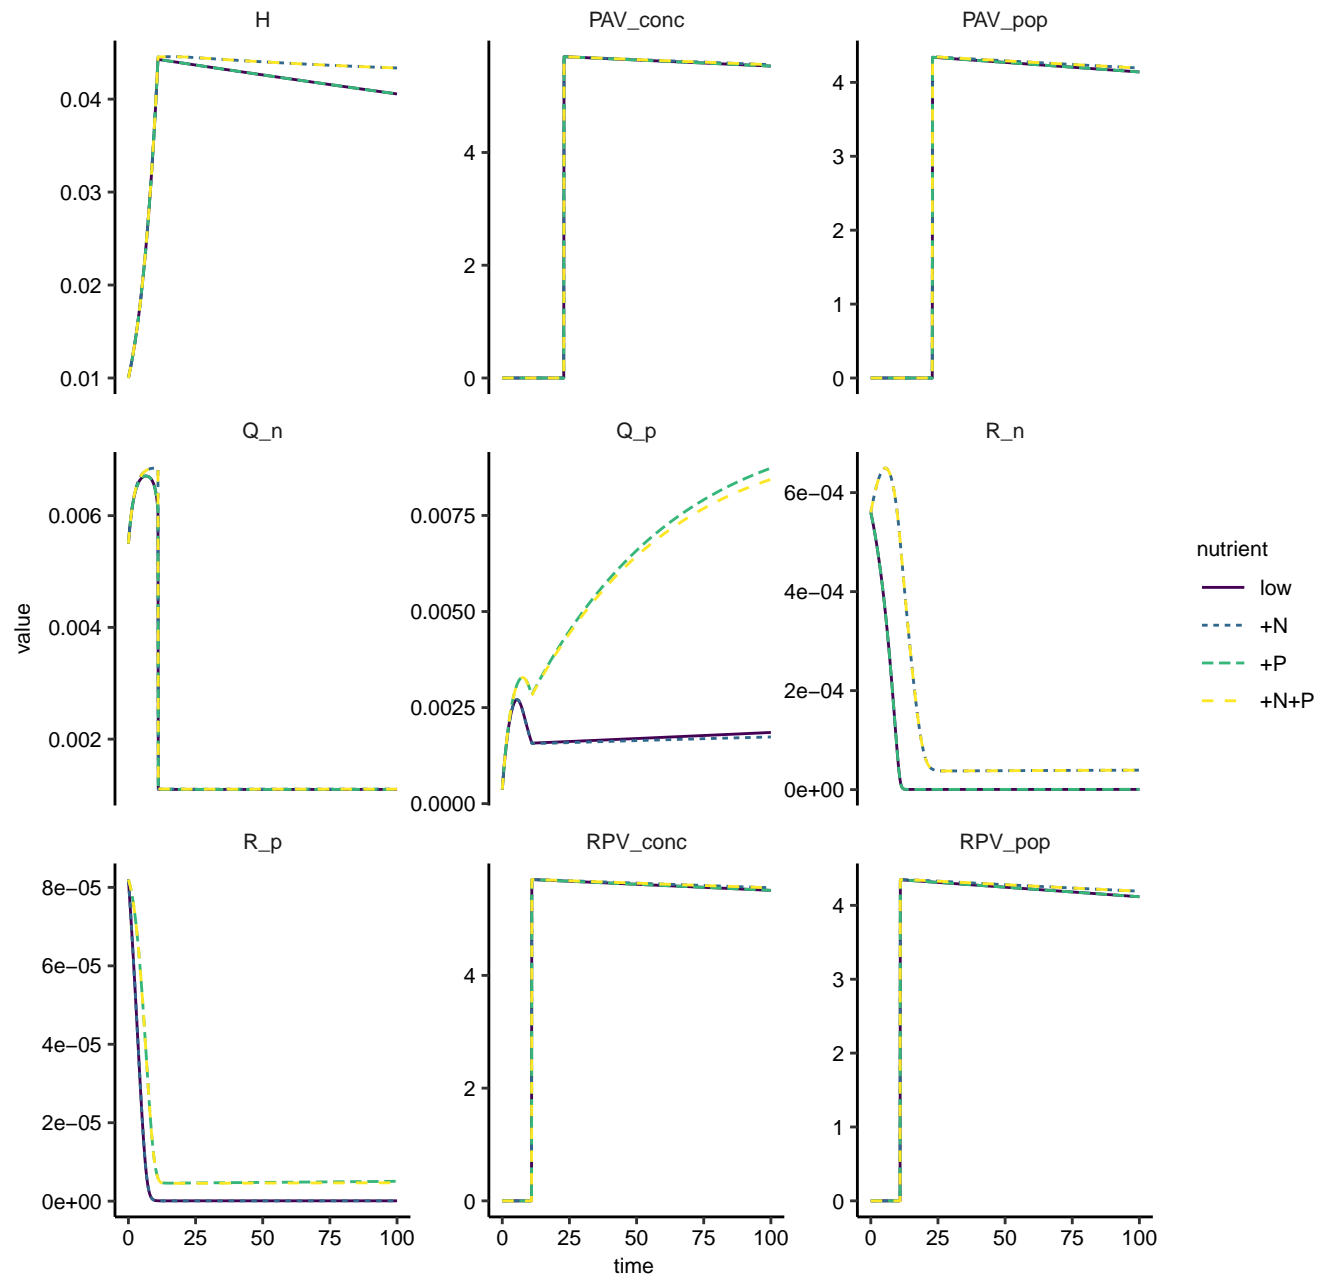 H
PAV_conc
PAV_pop
0.04
0.03
0.02
0.01
4
2
0
4
3
2
1
0
Q_n
Q_p
R_n
0.006
0.004
0.002
0.0075
0.0050
0.0025
0.0000
6e−04
4e−04
2e−04
0e+00
R_p
RPV_conc
RPV_pop
8e−05
6e−05
4e−05
2e−05
0e+00
4
2
0
4
3
2
1
0
0 25 50 75 100
0 25 50 75 100
0 25 50 75 100
time
value
nutrient
low
+N
+P
+N+P